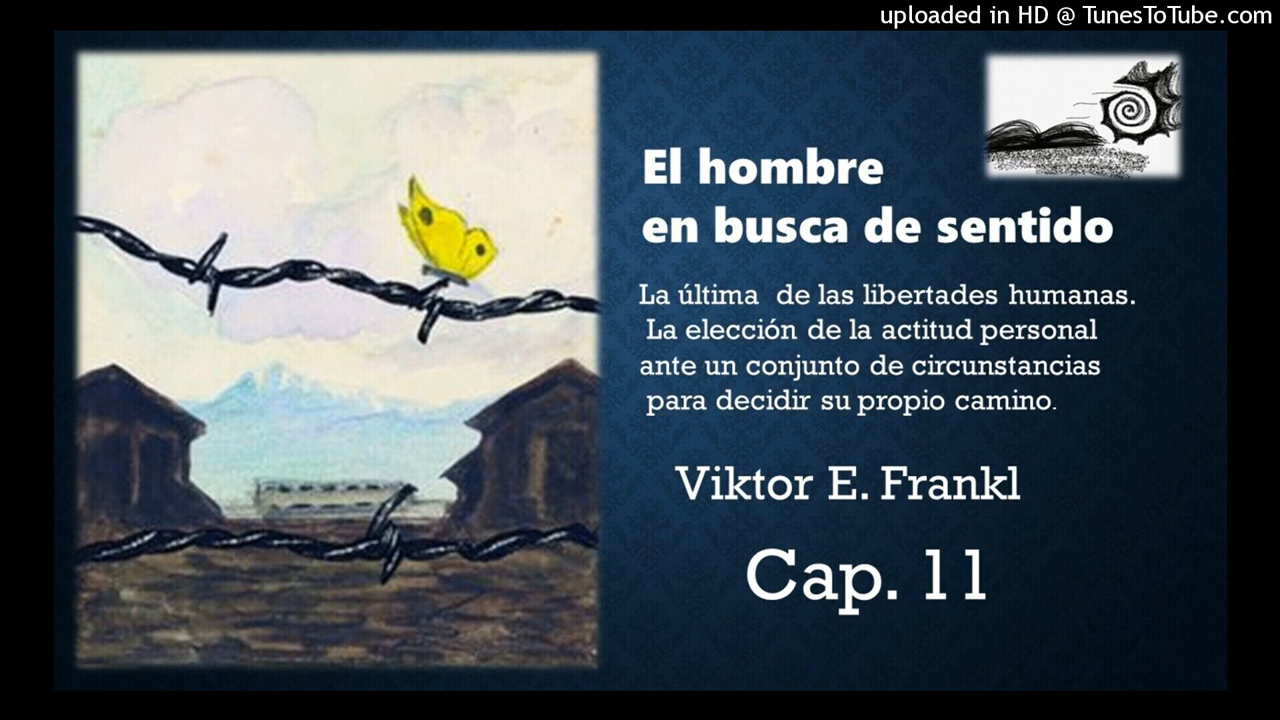 uploaded in HD @ TunesToTube.com
El hombre
en busca de sentido
La última de las libertades humanas.
La elección de la actitud personal
ante un conjunto de circunstancias
para decidir su propio camino.
Viktor E. Frankl
Cap. 11